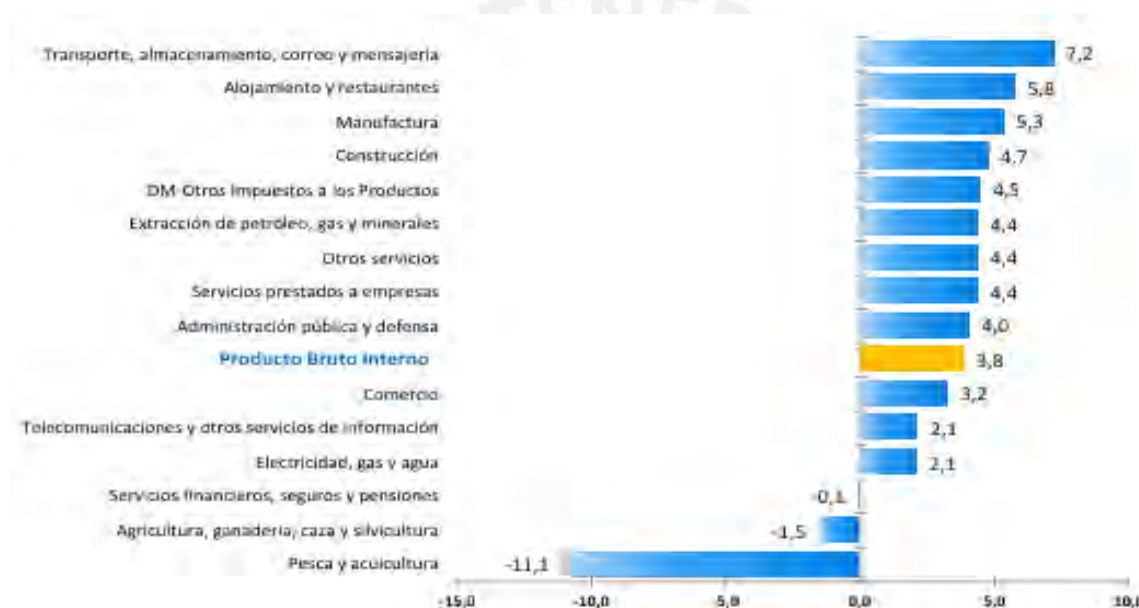 Transporte, almacenamiento, correo y mensajería 7,2
Alojamiento y restaurantes 5,8
Manufactura 5,3
Construcción 4,7
DM-Otros Impuestos a los Productos 4,5
Extracción de petróleo, gas y minerales 4,4
Otros servicios 4,4
Servicios prestados a empresas 4,4
Administración pública y defensa 4,0
Producto Bruto Interno 3,8
Comercio 3,2
Telecomunicaciones y otros servicios de información 2,1
Electricidad, gas y agua 2,1
Servicios financieros, seguros y pensiones -0,1
Agricultura, ganadería, caza y silvicultura -1,5
Pesca y acuicultura -11,1
-15,0 -10,0 -5,0 0,0 5,0 10,0